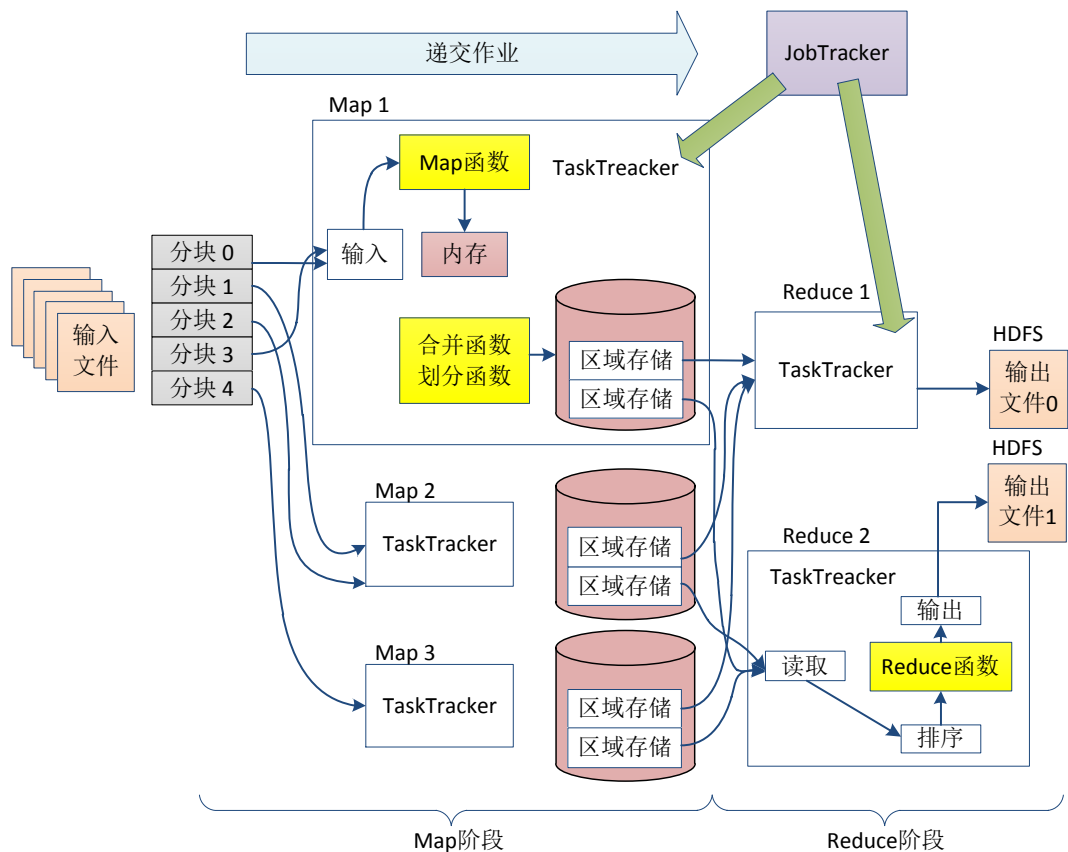 递交作业
JobTracker
Map 1
Map函数
TaskTreacker
输入
内存
分块 0
分块 1
分块 2
分块 3
分块 4
输入
文件
合并函数
划分函数
区域存储
区域存储
Reduce 1
TaskTracker
HDFS
输出
文件0
HDFS
输出
文件1
Map 2
TaskTracker
区域存储
区域存储
Reduce 2
TaskTreacker
输出
Reduce函数
读取
排序
Map 3
TaskTracker
区域存储
区域存储
Map阶段
Reduce阶段